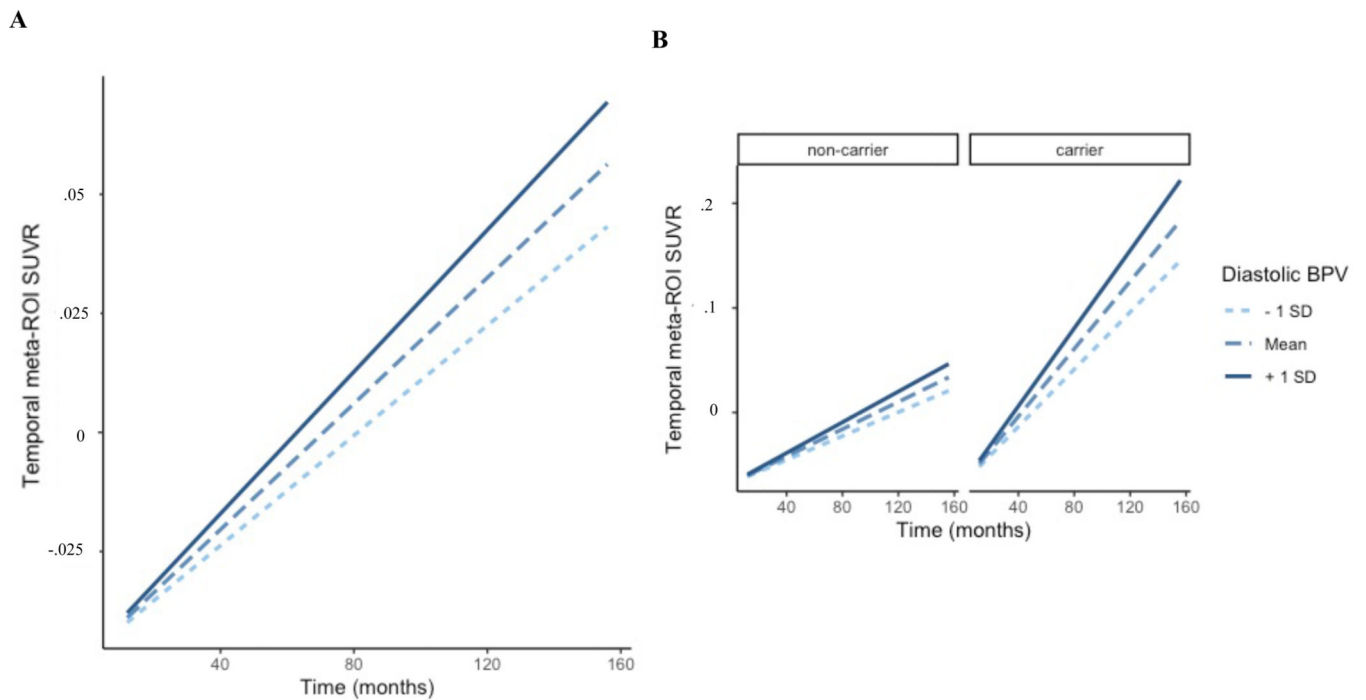 A
Temporal meta-ROI SUVR
.05
.025
0
-.025
40
80
120
160
Time (months)
B
non-carrier
carrier
Temporal meta-ROI SUVR
.2
.1
0
40
80
120
160
40
80
120
160
Time (months)
Diastolic BPV
- 1 SD
Mean
+ 1 SD